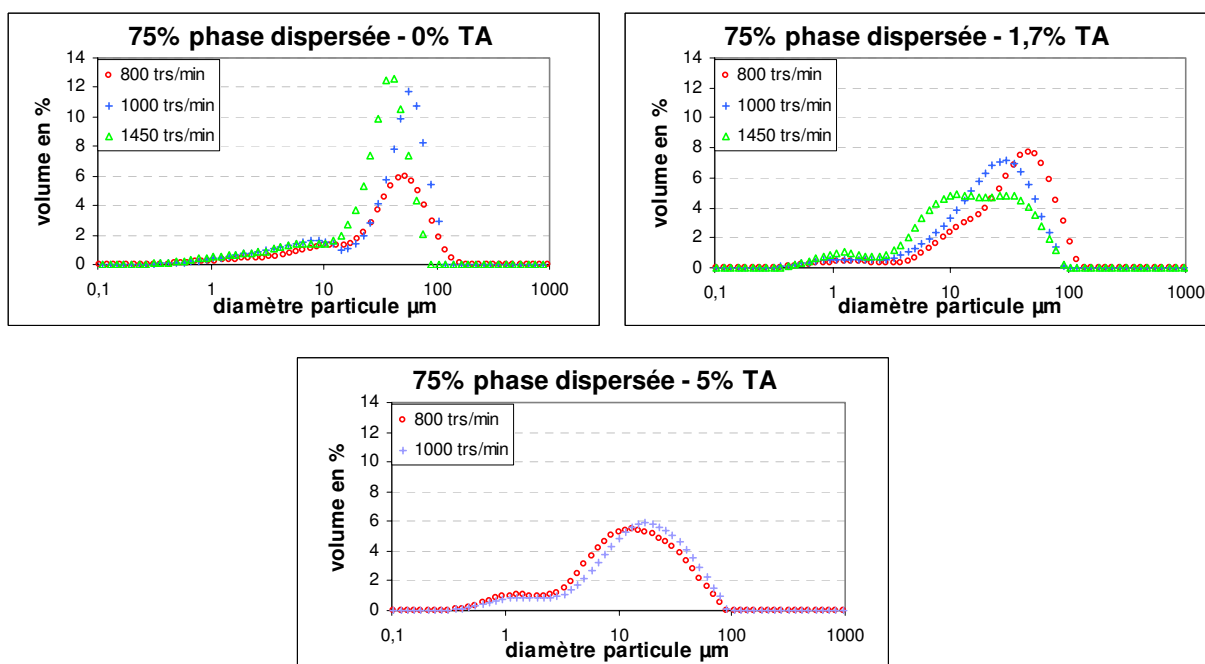 75% phase dispersée - 0% TA
volume en %
14
12
10
8
6
4
2
0
800 trs/min
1000 trs/min
1450 trs/min
0,1
1
10
100
1000
diamètre particule µm
75% phase dispersée - 1,7% TA
volume en %
14
12
10
8
6
4
2
0
800 trs/min
1000 trs/min
1450 trs/min
0,1
1
10
100
1000
diamètre particule µm
75% phase dispersée - 5% TA
volume en %
14
12
10
8
6
4
2
0
800 trs/min
1000 trs/min
0,1
1
10
100
1000
diamètre particule µm